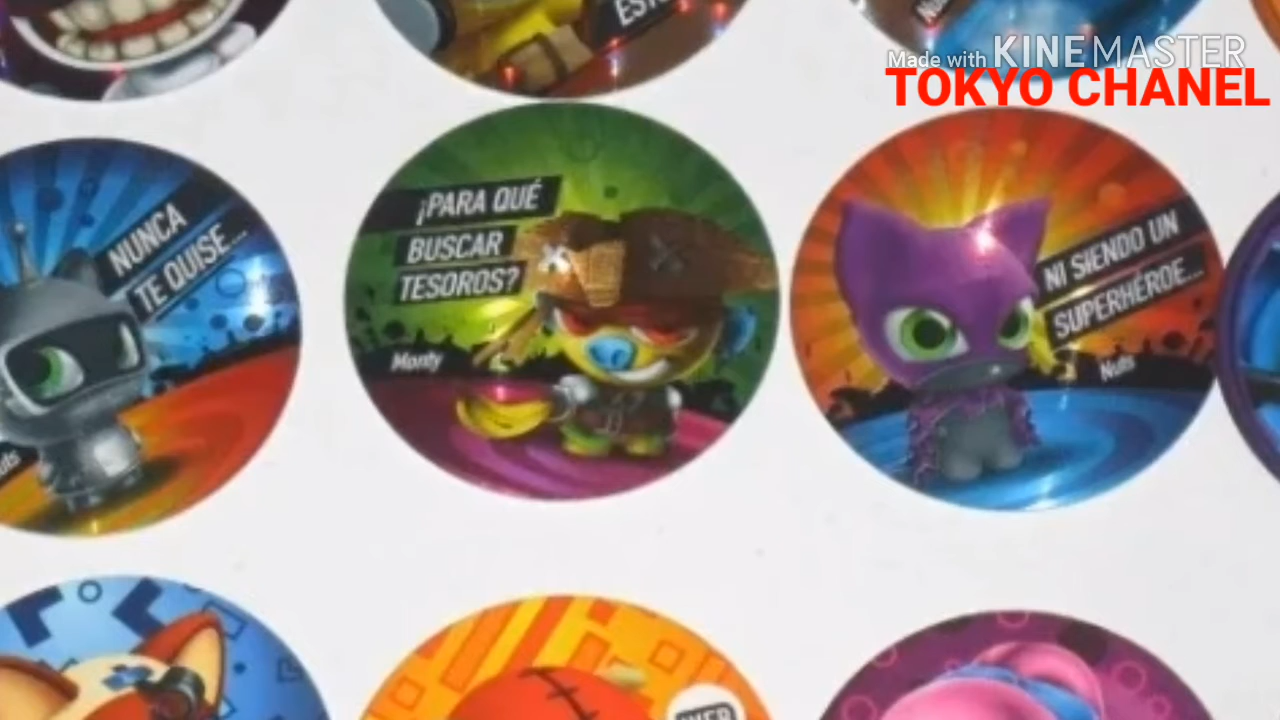 Made with KINEMASTER
TOKYO CHANEL
NUNCA
TE QUISE...
¡PARA QUÉ
BUSCAR
TESOROS?
Monty
NI SIENDO UN
SUPERHÉROE...
Nuts